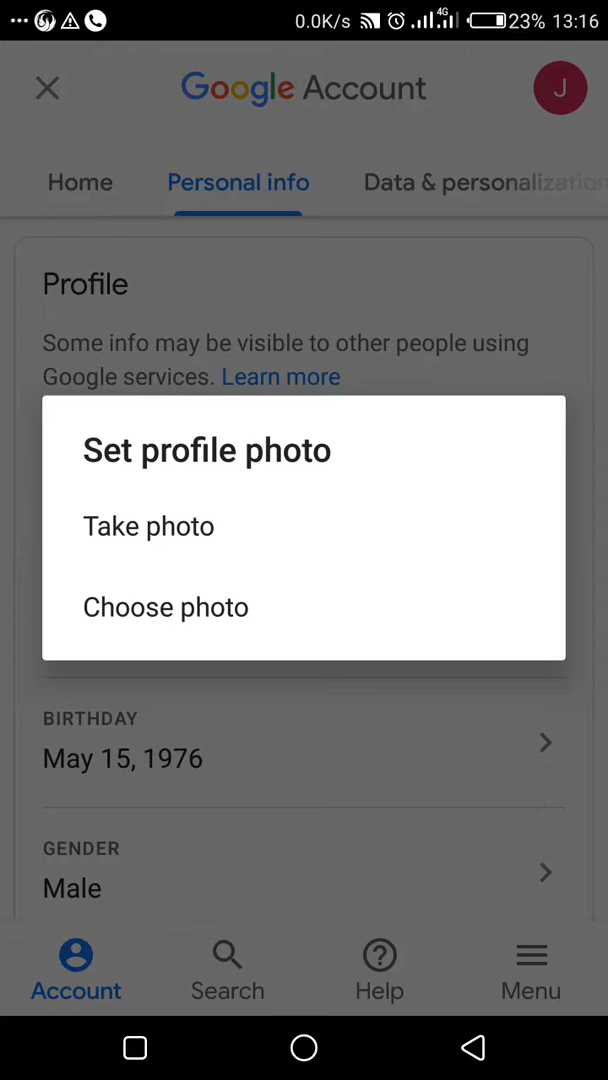 0.0K/s 4G 23% 13:16
Google Account
J
Home Personal info Data & personalization
Profile
Some info may be visible to other people using
Google services. Learn more
Set profile photo
Take photo
Choose photo
BIRTHDAY
May 15, 1976
GENDER
Male
Account Search Help Menu